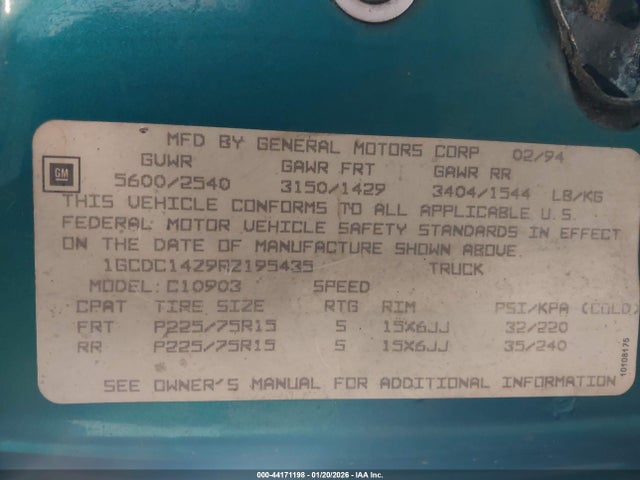 MFD BY GENERAL MOTORS CORP 02/94
GVWR GAWR FRT GAWR RR
GM 5600/2540 3150/1429 3404/1544 LB/KG
THIS VEHICLE CONFORMS TO ALL APPLICABLE U.S.
FEDERAL MOTOR VEHICLE SAFETY STANDARDS IN EFFECT
ON THE DATE OF MANUFACTURE SHOWN ABOVE.
1GCDC14Z9RZ195435 TRUCK
MODEL: C10903 SPEED
CPAT TIRE SIZE RTG RIM PSI/KPA (COLD)
FRT P225/75R15 S 15X6JJ 32/220
RR P225/75R15 S 15X6JJ 35/240
SEE OWNER'S MANUAL FOR ADDITIONAL INFORMATION
10108175
000-44171198 - 01/20/2026 - IAA Inc.